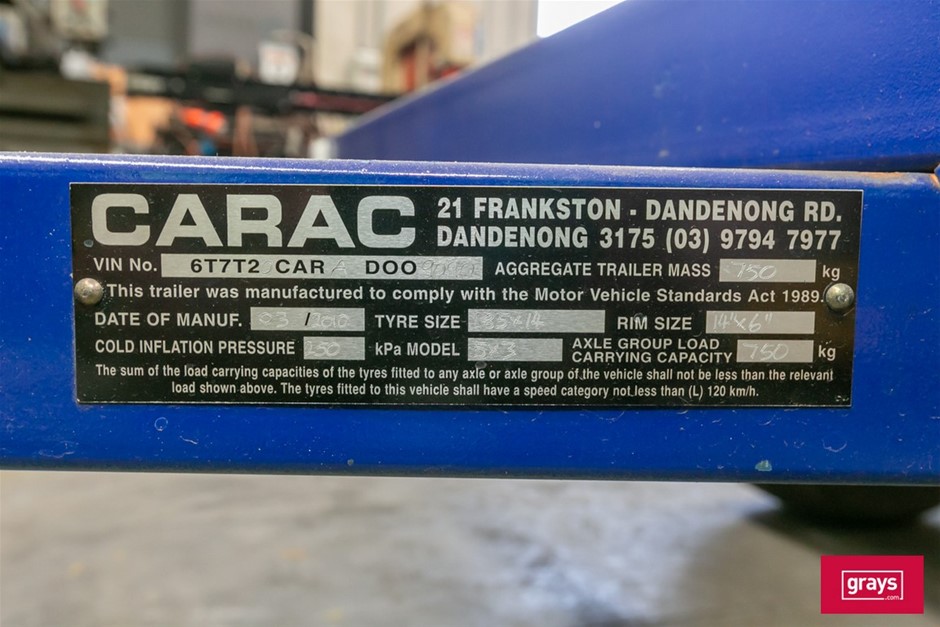 CARAC 21 FRANKSTON - DANDENONG RD.
DANDENONG 3175 (03) 9794 7977
VIN No. 6T7T2 CAR A DOO AGGREGATE TRAILER MASS 750 kg
This trailer was manufactured to comply with the Motor Vehicle Standards Act 1989.
DATE OF MANUF. 03/2010 TYRE SIZE RIM SIZE 14"x6"
COLD INFLATION PRESSURE 250 kPa MODEL AXLE GROUP LOAD
CARRYING CAPACITY 750 kg
The sum of the load carrying capacities of the tyres fitted to any axle or axle group of the vehicle shall not be less than the relevant
load shown above. The tyres fitted to this vehicle shall have a speed category not less than (L) 120 km/h.
grays
.com